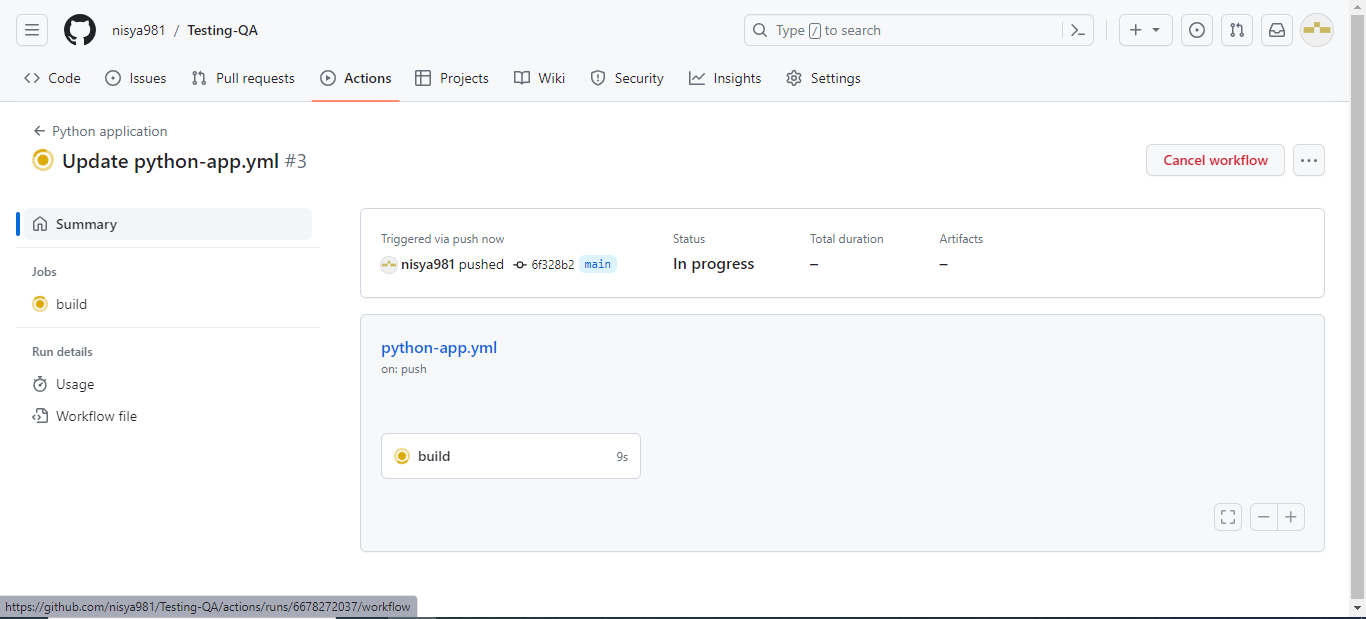 nisya981 / Testing-QA
Type / to search
Code Issues Pull requests Actions Projects Wiki Security Insights Settings
Python application
Update python-app.yml #3
Cancel workflow
Summary
Jobs
build
Run details
Usage
Workflow file
Triggered via push now
nisya981 pushed 6f328b2 main
Status
In progress
Total duration
–
Artifacts
–
python-app.yml
on: push
build 9s
https://github.com/nisya981/Testing-QA/actions/runs/6678272037/workflow